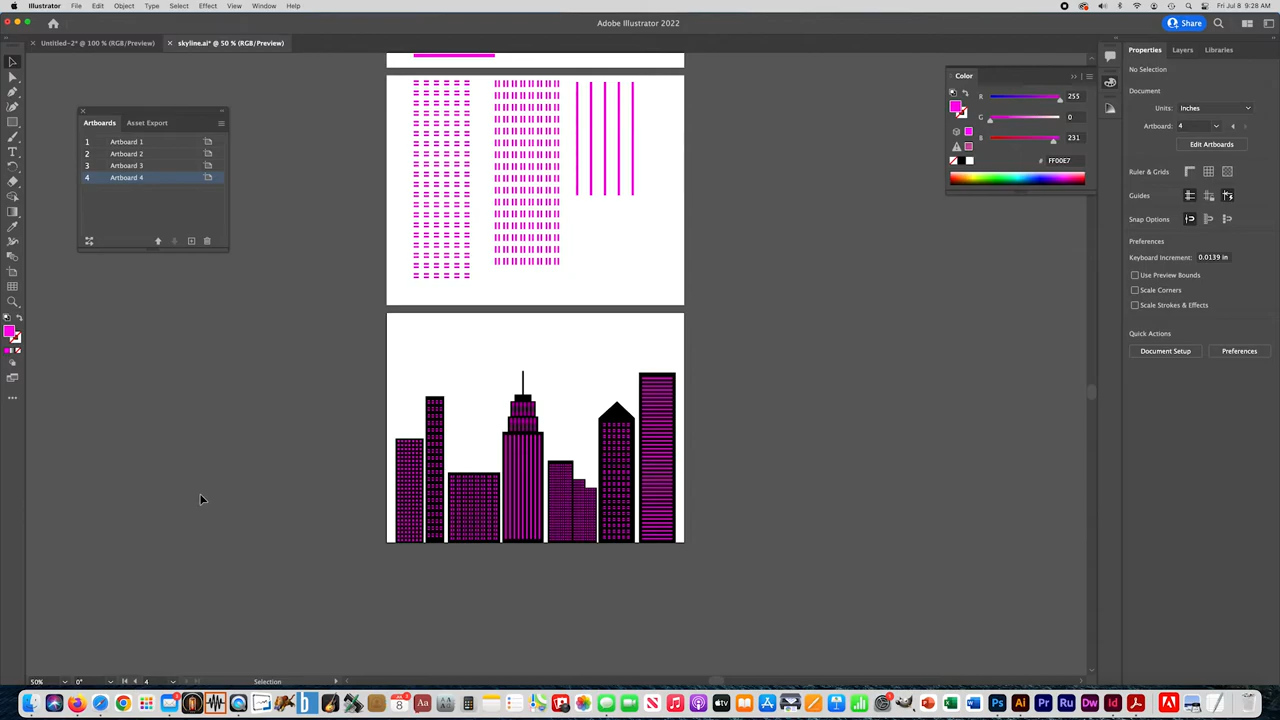 Illustrator File Edit Object Type Select Effect View Window Help
Fri Jul 8 9:28 AM
Adobe Illustrator 2022
Share
Untitled-2* @ 100 % (RGB/Preview)
skyline.ai* @ 50 % (RGB/Preview)
Artboards Asset Export
1 Artboard 1
2 Artboard 2
3 Artboard 3
4 Artboard 4
Color
R 255
G 0
B 231
# FF00E7
Properties Layers Libraries
No Selection
Document
Units: Inches
Artboard: 4
Edit Artboards
Ruler & Grids
Guides
Snap Options
Preferences
Keyboard Increment: 0.0139 in
Use Preview Bounds
Scale Corners
Scale Strokes & Effects
Quick Actions
Document Setup Preferences
50% 0° 4 Selection